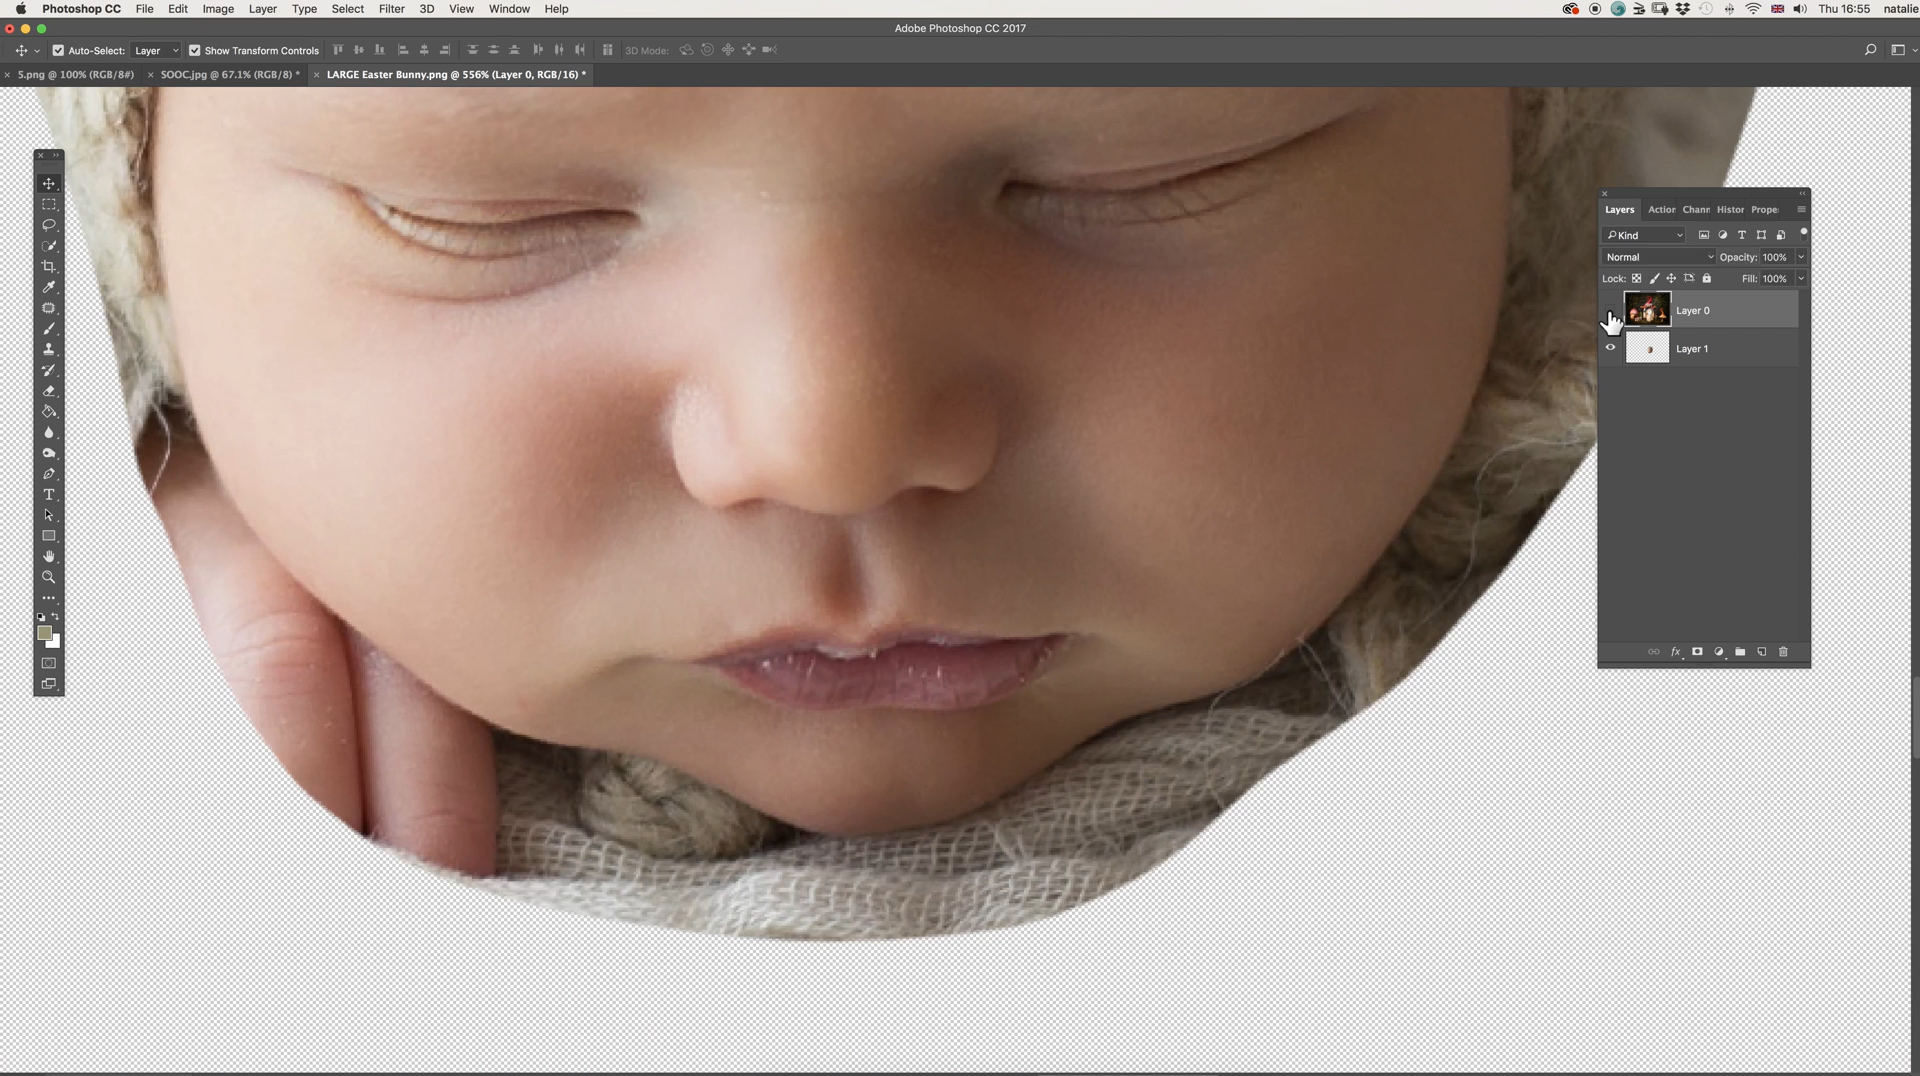 Photoshop CC File Edit Image Layer Type Select Filter 3D View Window Help Thu 16:55 natalie
Adobe Photoshop CC 2017
Auto-Select: Layer Show Transform Controls 3D Mode:
5.png @ 100% (RGB/8#) SOOC.jpg @ 67.1% (RGB/8) * LARGE Easter Bunny.png @ 556% (Layer 0, RGB/16) *
Layers Action Chann Histor Prope
Kind
Normal Opacity: 100%
Lock: Fill: 100%
Layer 0
Layer 1
fx